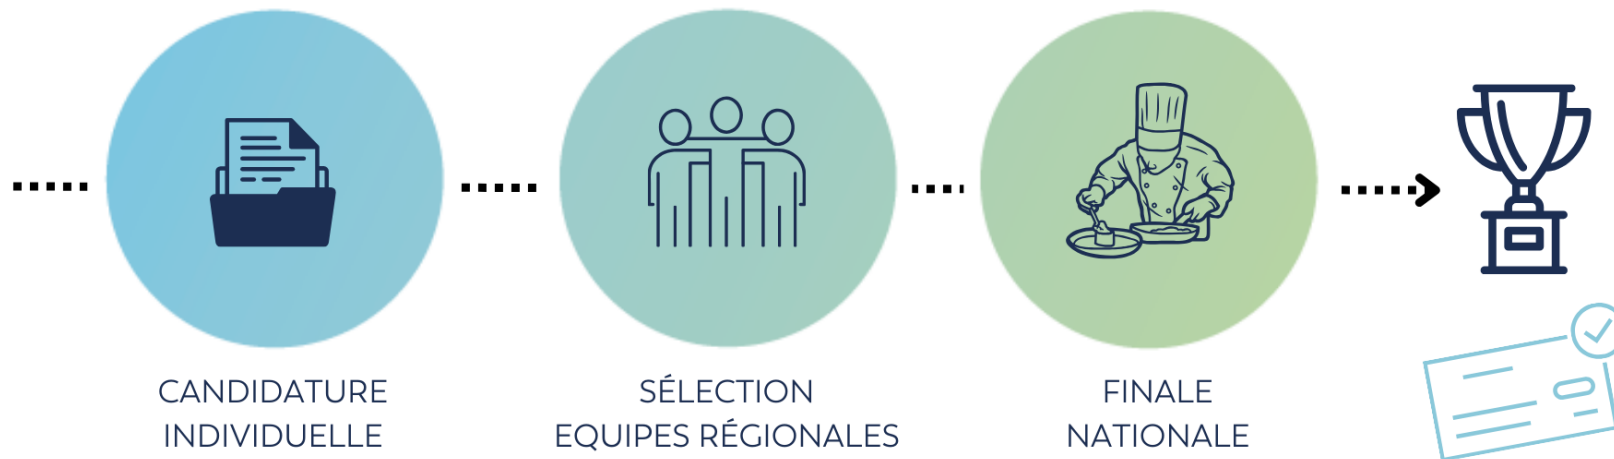 CANDIDATURE
INDIVIDUELLE
SÉLECTION
EQUIPES RÉGIONALES
FINALE
NATIONALE